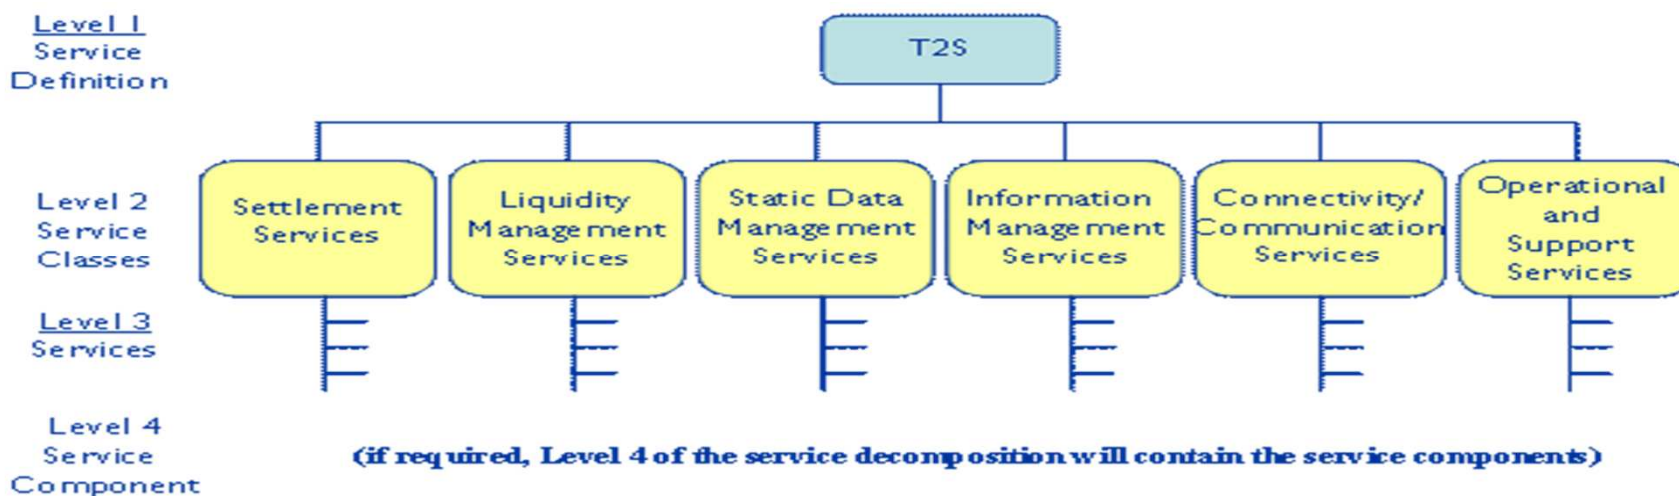 Level 1
Service
Definition
T2S
Level 2
Service
Classes
Settlement
Services
Liquidity
Management
Services
Static Data
Management
Services
Information
Management
Services
Connectivity/
Communication
Services
Operational
and
Support
Services
Level 3
Services
Level 4
Service
Component
(if required, Level 4 of the service decomposition will contain the service components)